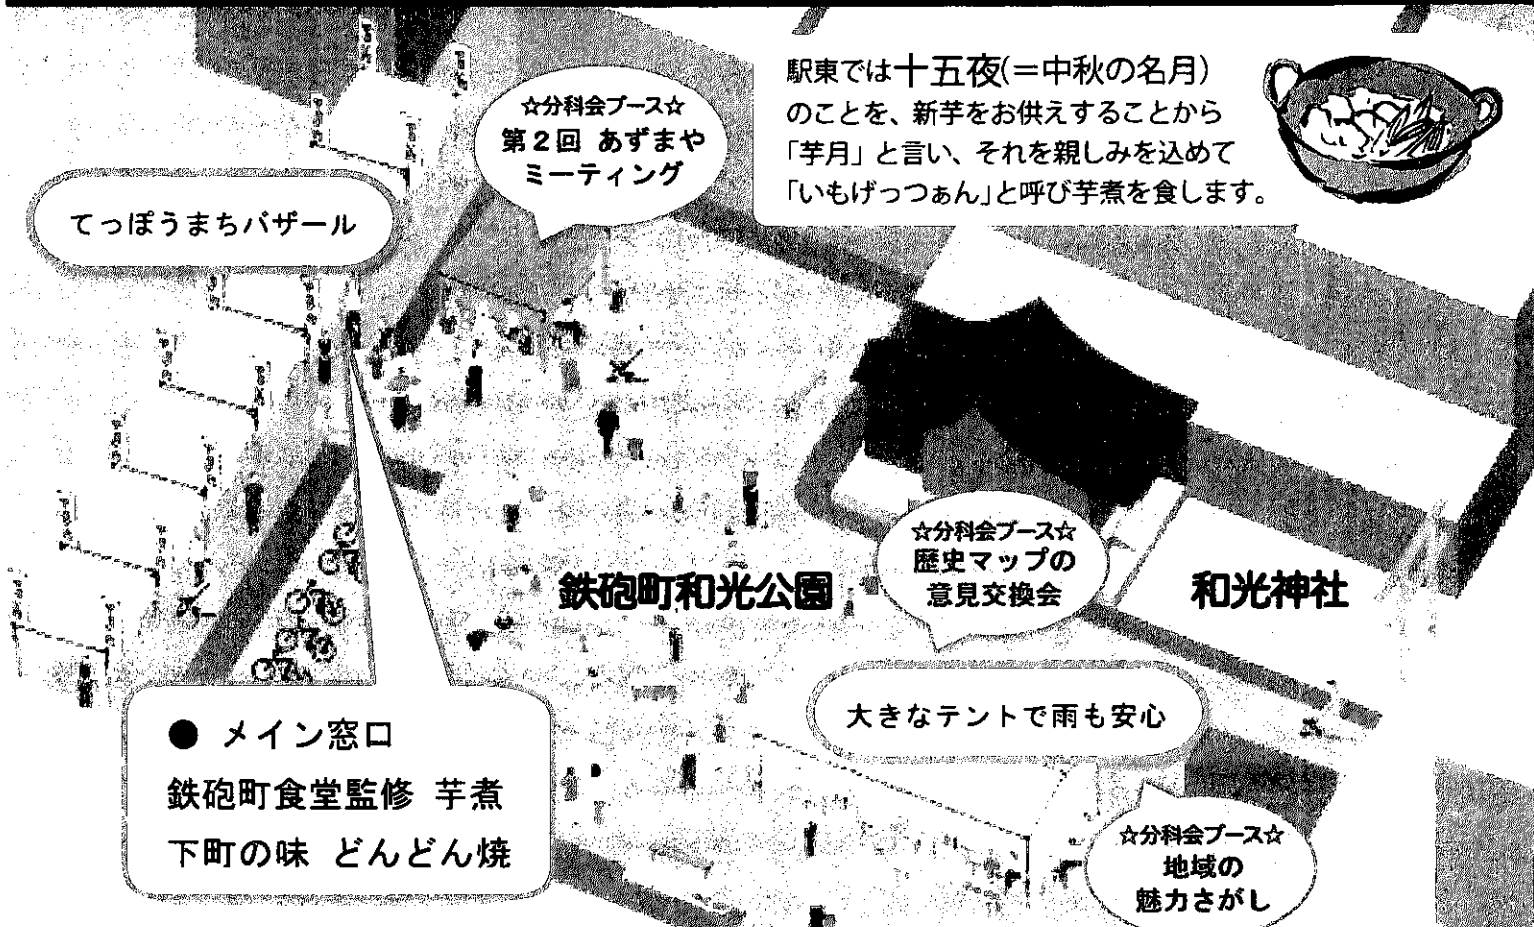 駅東では十五夜(=中秋の名月)
のことを、新芋をお供えすることから
「芋月」と言い、それを親しみを込めて
「いもげっつぁん」と呼び芋煮を食します。
☆分科会ブース☆
第2回 あずまや
ミーティング
てっぽうまちバザール
☆分科会ブース☆
歴史マップの
意見交換会
鉄砲町和光公園
和光神社
大きなテントで雨も安心
● メイン窓口
鉄砲町食堂監修 芋煮
下町の味 どんどん焼
☆分科会ブース☆
地域の
魅力さがし